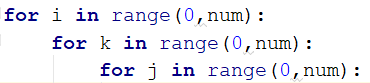 for i in range(0,num):
    for k in range(0,num):
        for j in range(0,num):